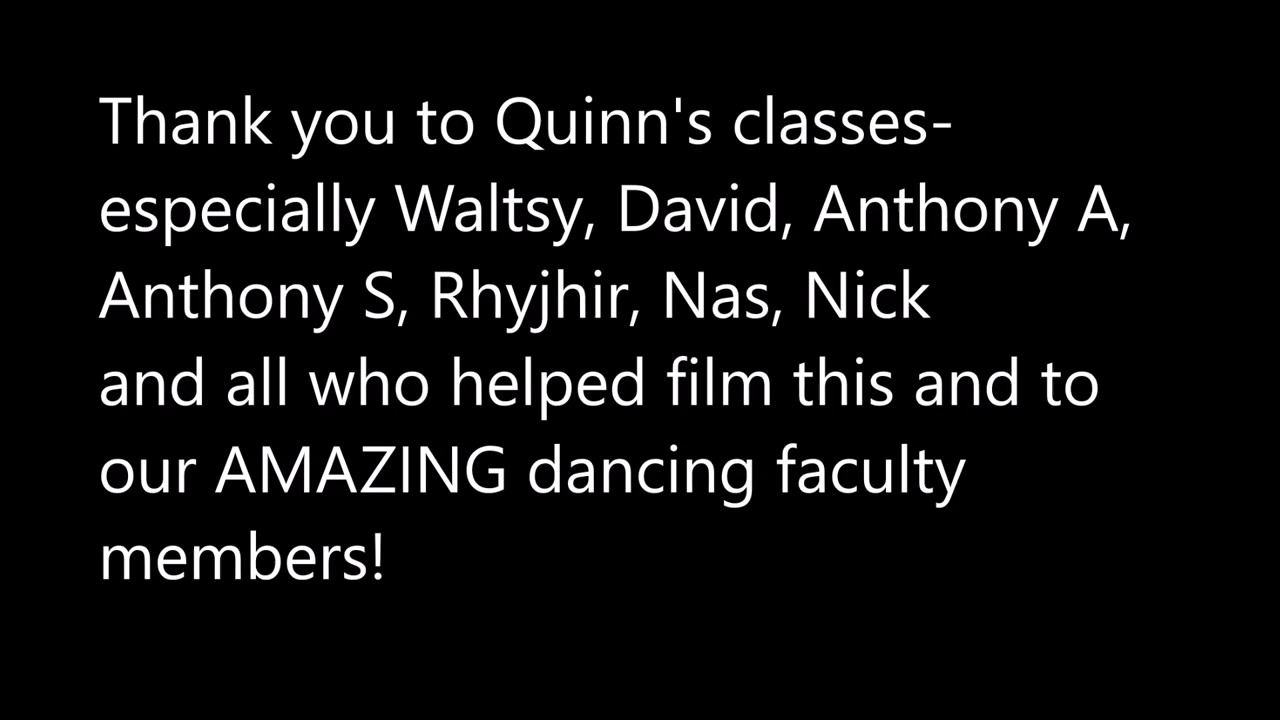 Thank you to Quinn's classes-
especially Waltsy, David, Anthony A,
Anthony S, Rhyjhir, Nas, Nick
and all who helped film this and to
our AMAZING dancing faculty
members!